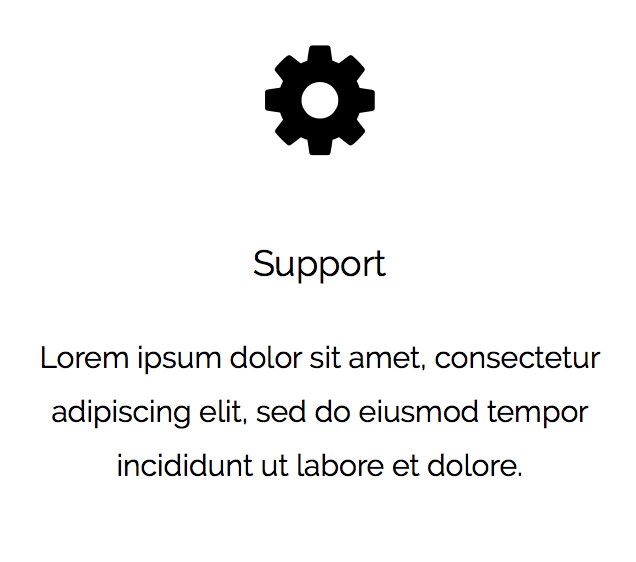 Support
Lorem ipsum dolor sit amet, consectetur
adipiscing elit, sed do eiusmod tempor
incididunt ut labore et dolore.